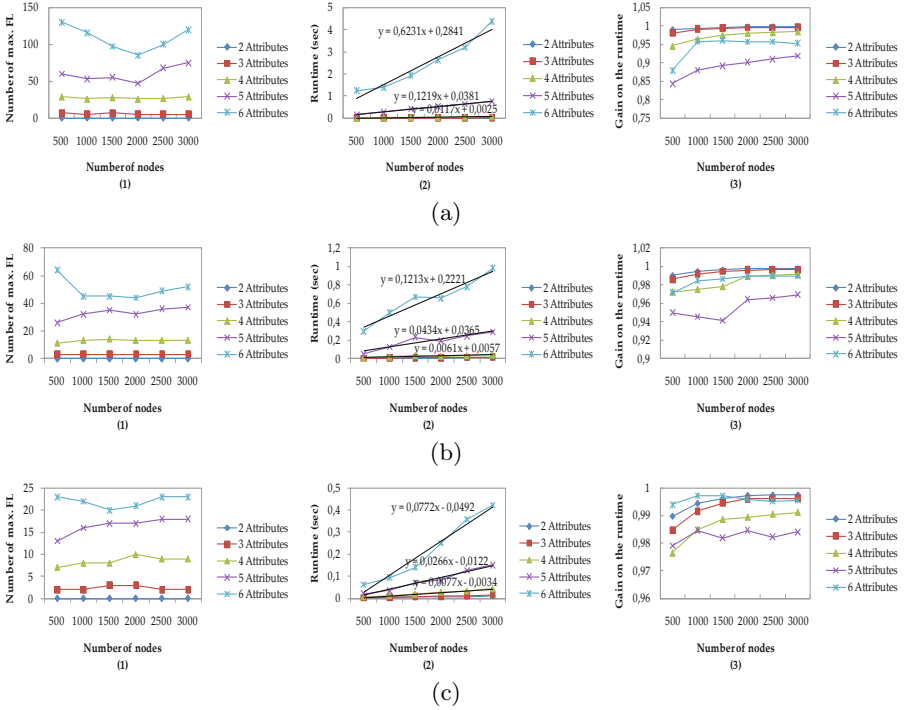 Number of max. FL
150
100
50
0
500 1000 1500 2000 2500 3000
Number of nodes
(1)
2 Attributes
3 Attributes
4 Attributes
5 Attributes
6 Attributes
Runtime (sec)
5
4
3
2
1
0
y = 0,6231x + 0,2841
y = 0,1219x + 0,0381
y = 0,0117x + 0,0025
500 1000 1500 2000 2500 3000
Number of nodes
(2)
2 Attributes
3 Attributes
4 Attributes
5 Attributes
6 Attributes
Gain on the runtime
1,05
1
0,95
0,9
0,85
0,8
0,75
500 1000 1500 2000 2500 3000
Number of nodes
(3)
2 Attributes
3 Attributes
4 Attributes
5 Attributes
6 Attributes
(a)
Number of max. FL
80
60
40
20
0
500 1000 1500 2000 2500 3000
Number of nodes
(1)
2 Attributes
3 Attributes
4 Attributes
5 Attributes
6 Attributes
Runtime (sec)
1,2
1
0,8
0,6
0,4
0,2
0
y = 0,1213x + 0,2221
y = 0,0434x + 0,0365
y = 0,0061x + 0,0057
500 1000 1500 2000 2500 3000
Number of nodes
(2)
2 Attributes
3 Attributes
4 Attributes
5 Attributes
6 Attributes
Gain on the runtime
1,02
1
0,98
0,96
0,94
0,92
0,9
500 1000 1500 2000 2500 3000
Number of nodes
(3)
2 Attributes
3 Attributes
4 Attributes
5 Attributes
6 Attributes
(b)
Number of max. FL
25
20
15
10
5
0
500 1000 1500 2000 2500 3000
Number of nodes
(1)
2 Attributes
3 Attributes
4 Attributes
5 Attributes
6 Attributes
Runtime (sec)
0,5
0,4
0,3
0,2
0,1
0
y = 0,0772x - 0,0492
y = 0,0266x - 0,0122
y = 0,0077x - 0,0034
500 1000 1500 2000 2500 3000
Number of nodes
(2)
2 Attributes
3 Attributes
4 Attributes
5 Attributes
6 Attributes
Gain on the runtime
1
0,99
0,98
0,97
0,96
500 1000 1500 2000 2500 3000
Number of nodes
(3)
2 Attributes
3 Attributes
4 Attributes
5 Attributes
6 Attributes
(c)